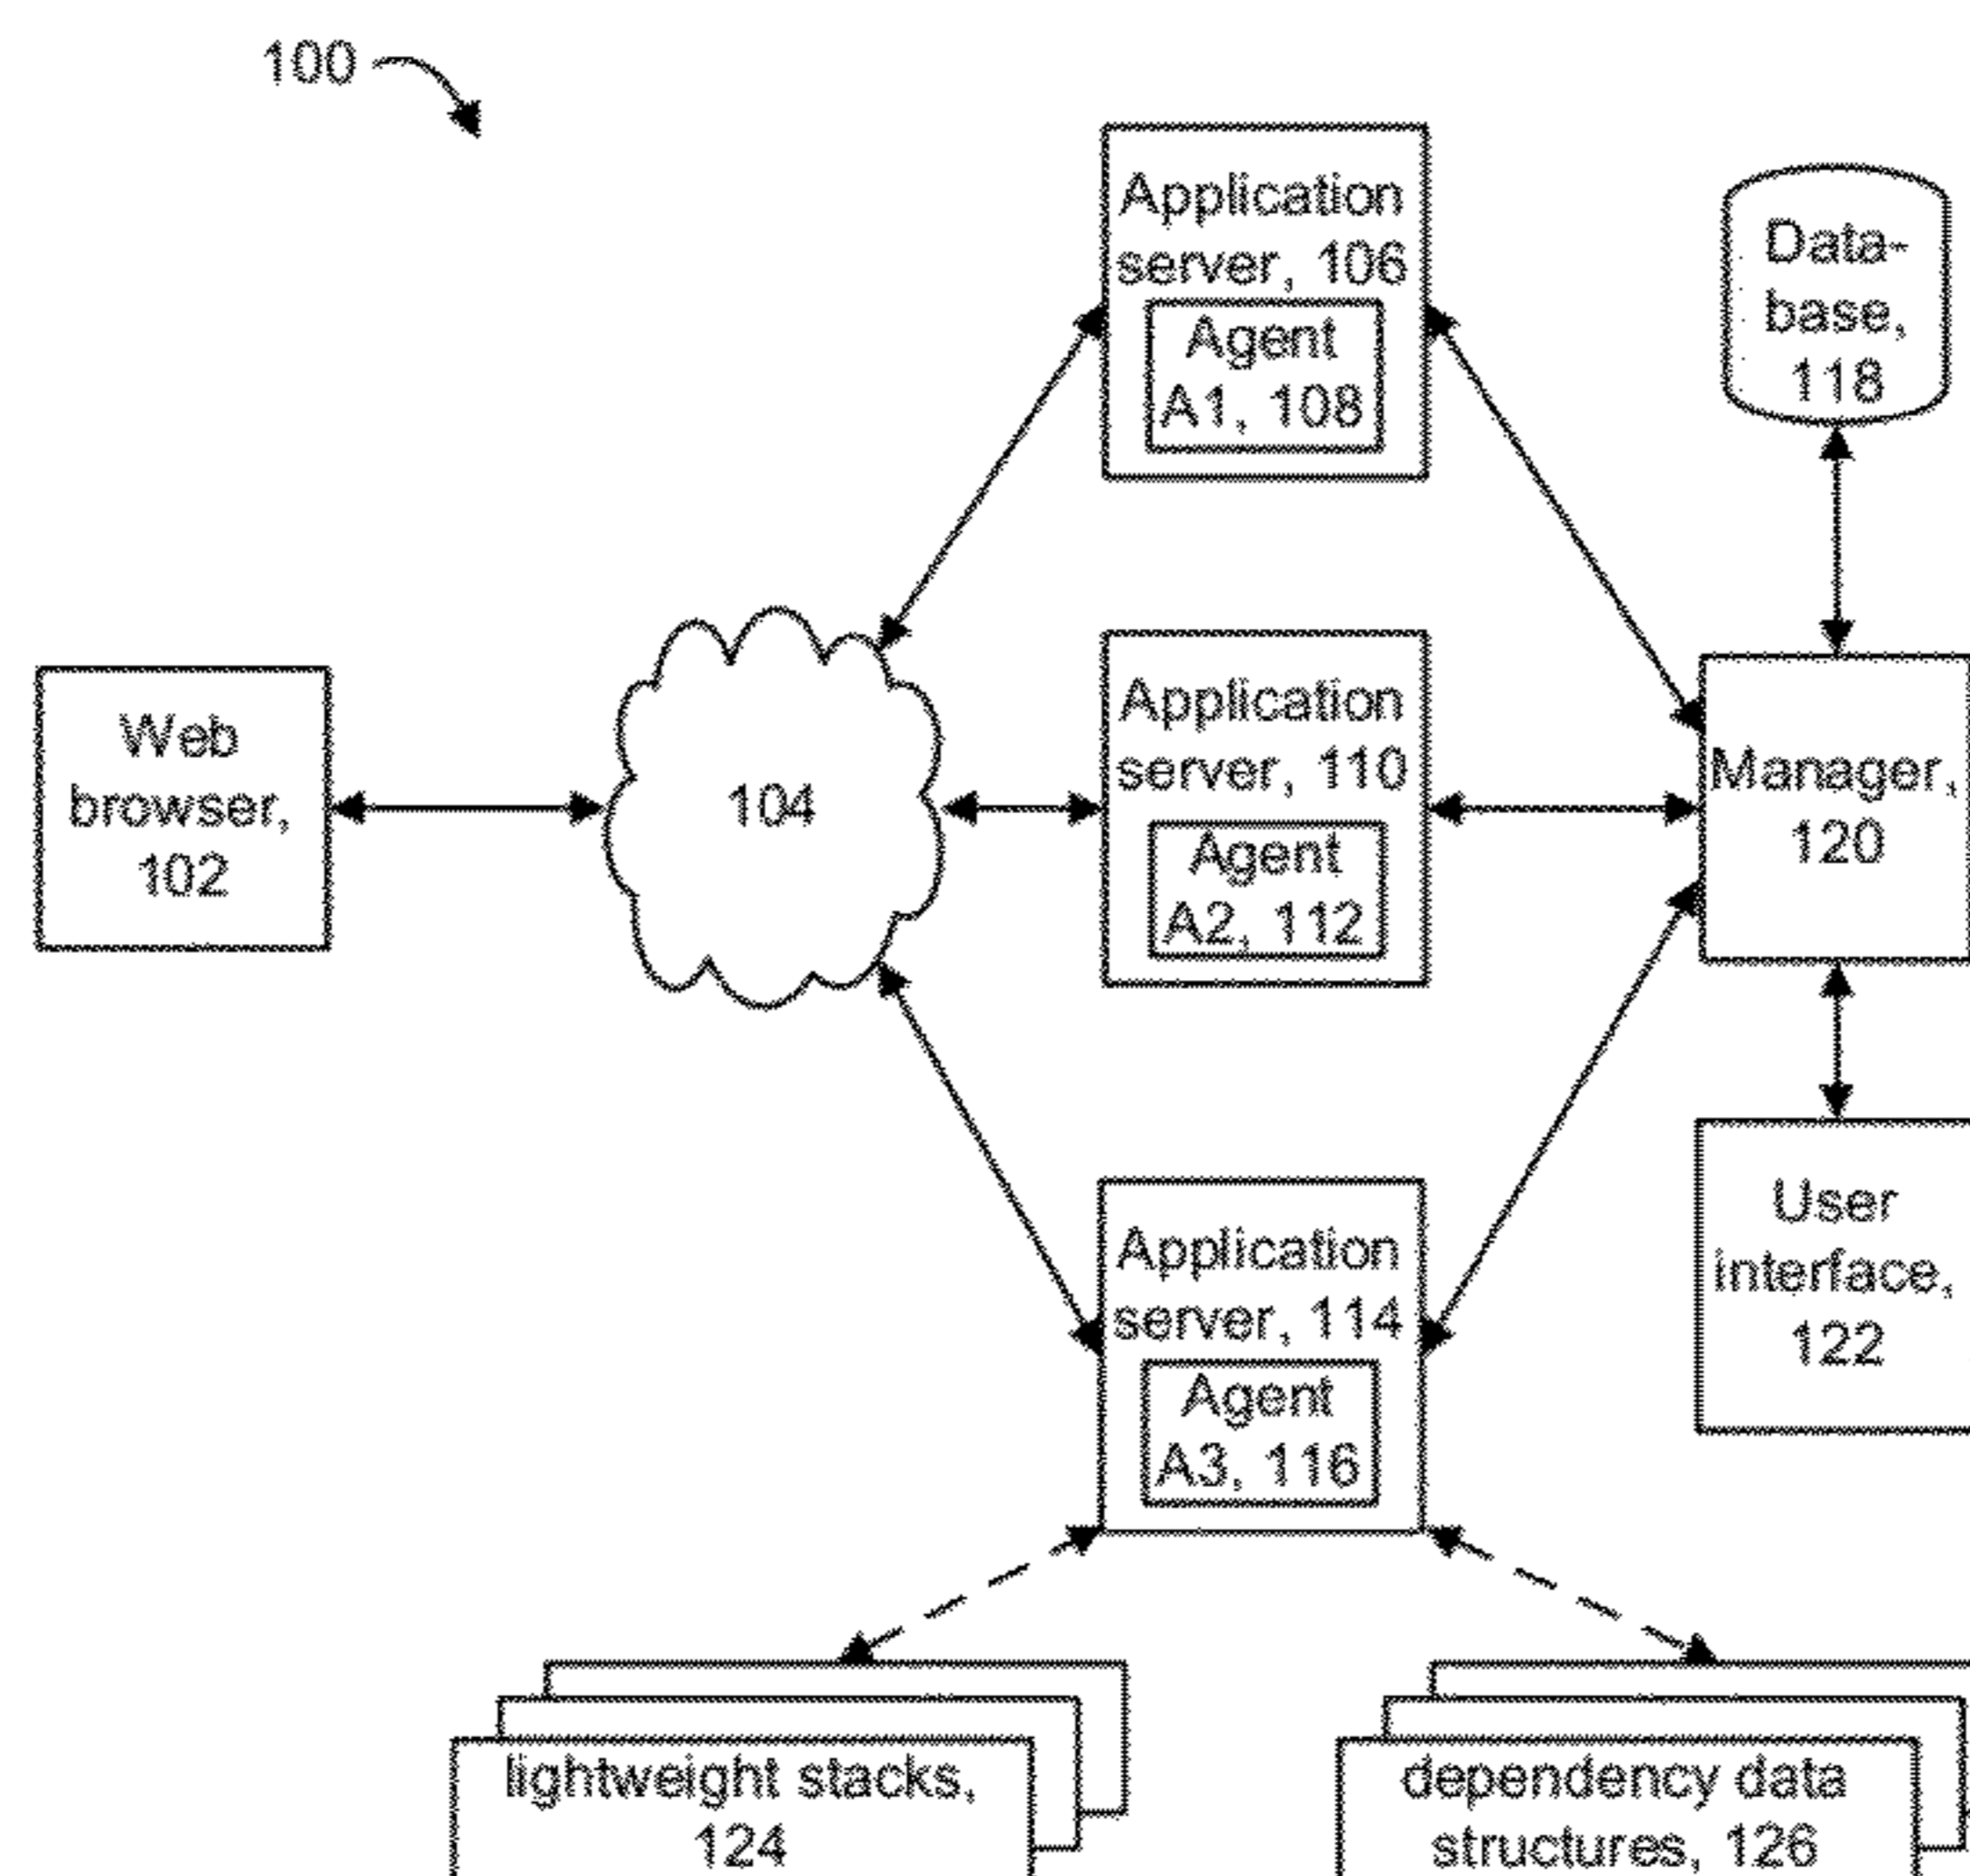 100
Application
server, 106
Agent
A1, 108
Data-
base,
118
Web
browser,
102
104
Application
server, 110
Agent
A2, 112
Manager,
120
Application
server, 114
Agent
A3, 116
User
interface,
122
lightweight stacks,
124
dependency data
structures, 126